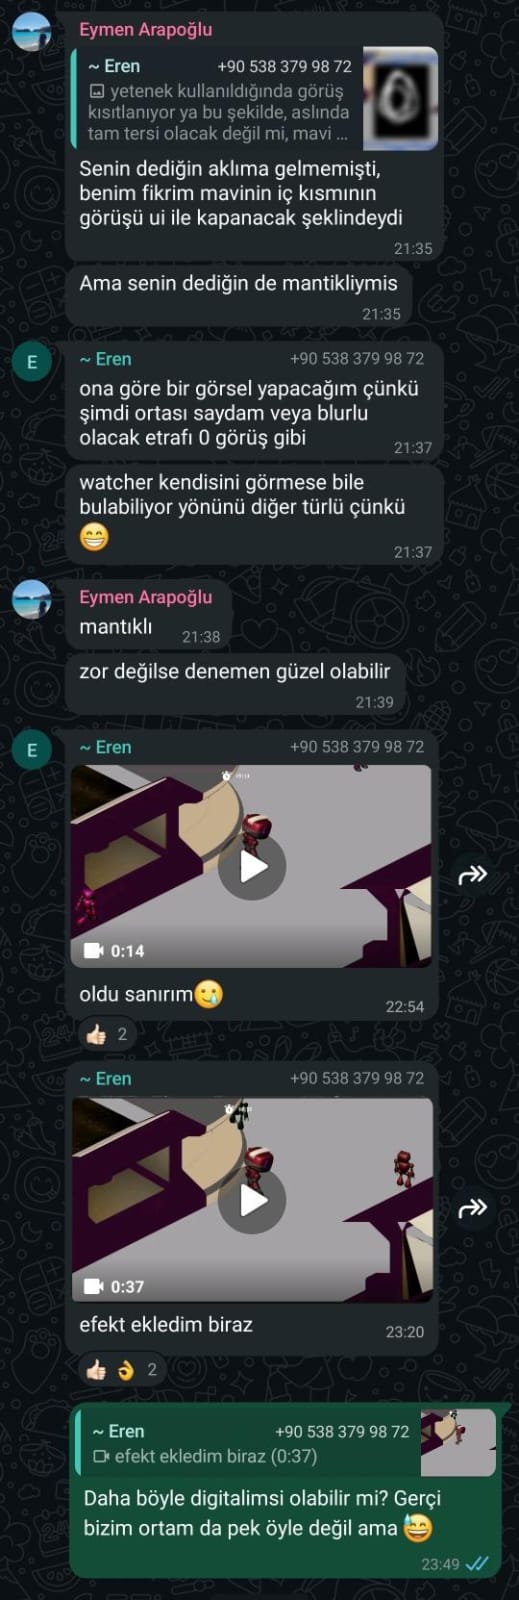 Eymen Arapoğlu
~ Eren +90 538 379 98 72
yetenek kullanıldığında görüş
kısıtlanıyor ya bu şekilde, aslında
tam tersi olacak değil mi, mavi ...
Senin dediğin aklıma gelmemişti,
benim fikrim mavinin iç kısmının
görüşü ui ile kapanacak şeklindeydi
21:35
Ama senin dediğin de mantikliymis
21:35
E
~ Eren +90 538 379 98 72
ona göre bir görsel yapacağım çünkü
şimdi ortası saydam veya blurlu
olacak etrafı 0 görüş gibi
21:37
watcher kendisini görmese bile
bulabiliyor yönünü diğer türlü çünkü
😁
21:37
Eymen Arapoğlu
mantıklı 21:38
zor değilse denemen güzel olabilir
21:39
E
~ Eren +90 538 379 98 72
0:14
oldu sanırım🥲
22:54
👍🏻 2
~ Eren +90 538 379 98 72
0:37
efekt ekledim biraz
23:20
👍🏻 👌 2
~ Eren +90 538 379 98 72
efekt ekledim biraz (0:37)
Daha böyle digitalimsi olabilir mi? Gerçi
bizim ortam da pek öyle değil ama 😅
23:49